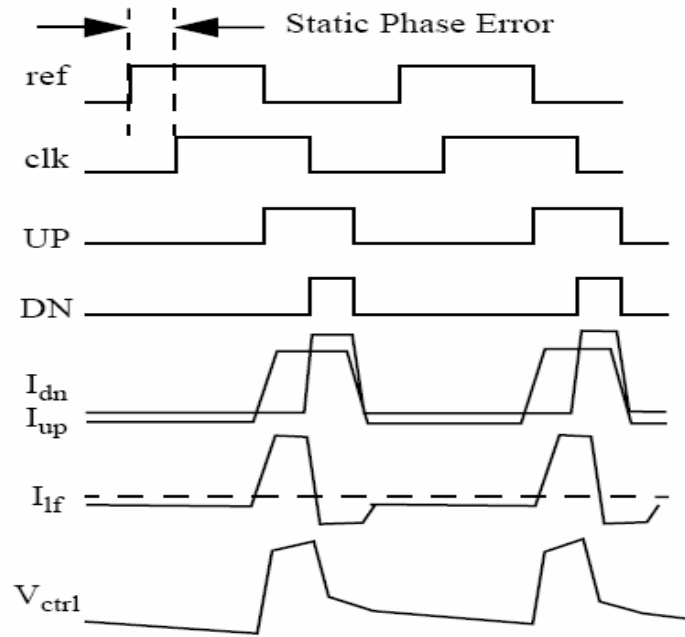 Static Phase Error
ref
clk
UP
DN
I_dn
I_up
I_lf
V_ctrl